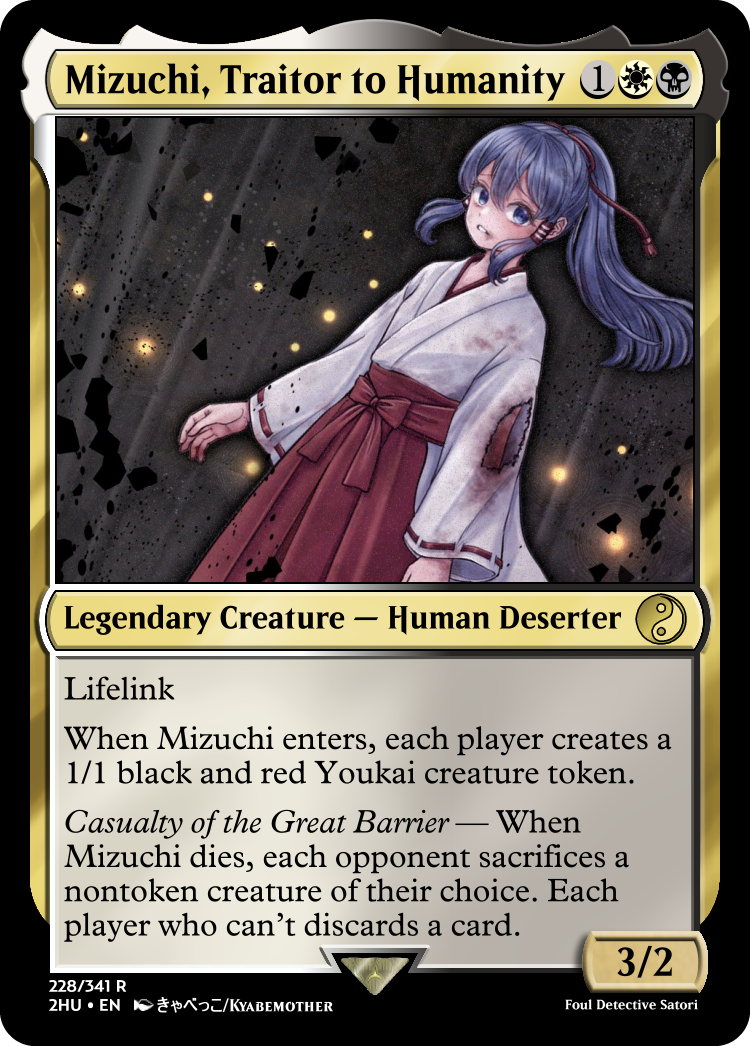 Mizuchi, Traitor to Humanity 1
Legendary Creature — Human Deserter
Lifelink
When Mizuchi enters, each player creates a
1/1 black and red Youkai creature token.
Casualty of the Great Barrier — When
Mizuchi dies, each opponent sacrifices a
nontoken creature of their choice. Each
player who can't discards a card.
3/2
228/341 R
2HU • EN きゃべっこ/Kyabemother
Foul Detective Satori